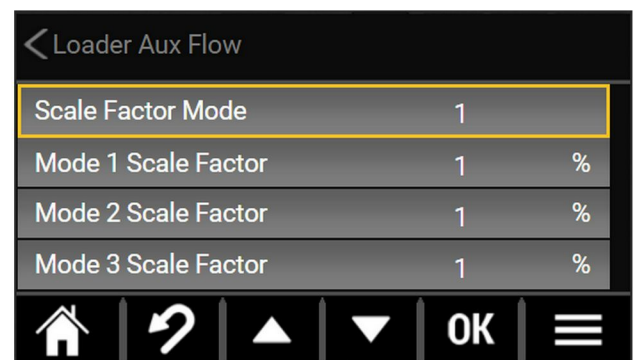 Loader Aux Flow
Scale Factor Mode 1
Mode 1 Scale Factor 1 %
Mode 2 Scale Factor 1 %
Mode 3 Scale Factor 1 %
OK